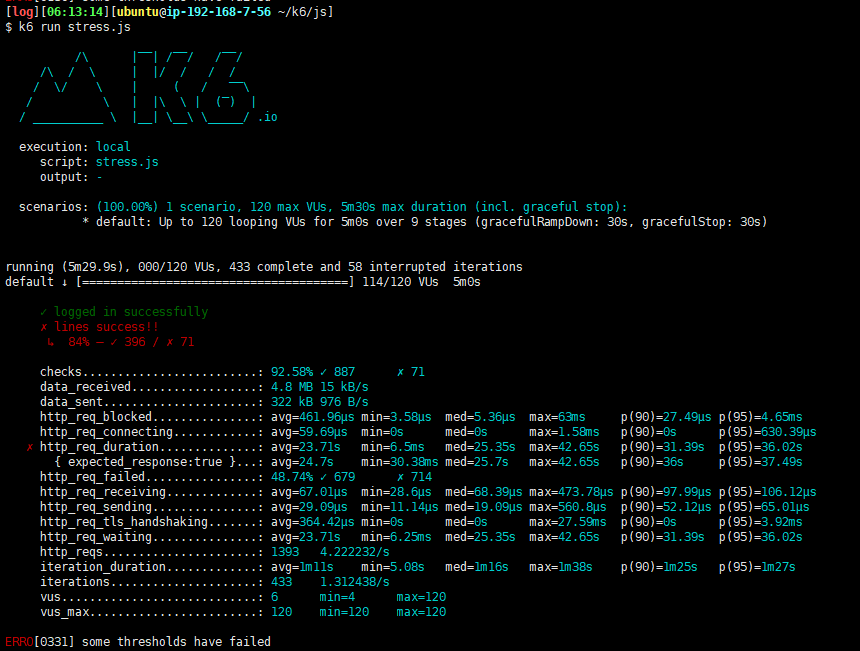 [log][06:13:14][ubuntu@ip-192-168-7-56 ~/k6/js]
$ k6 run stress.js
.io
execution: local
script: stress.js
output: -
scenarios: (100.00%) 1 scenario, 120 max VUs, 5m30s max duration (incl. graceful stop):
* default: Up to 120 looping VUs for 5m0s over 9 stages (gracefulRampDown: 30s, gracefulStop: 30s)
running (5m29.9s), 000/120 VUs, 433 complete and 58 interrupted iterations
default ↓ [======================================] 114/120 VUs  5m0s
✓ logged in successfully
✗ lines success!!
↳  84% — ✓ 396 / ✗ 71
checks.........................: 92.58% ✓ 887      ✗ 71
data_received..................: 4.8 MB 15 kB/s
data_sent......................: 322 kB 976 B/s
http_req_blocked...............: avg=461.96µs min=3.58µs  med=5.36µs  max=63ms     p(90)=27.49µs p(95)=4.65ms
http_req_connecting............: avg=59.69µs  min=0s      med=0s      max=1.58ms   p(90)=0s      p(95)=630.39µs
✗ http_req_duration..............: avg=23.71s   min=6.5ms   med=25.35s  max=42.65s   p(90)=31.39s  p(95)=36.02s
{ expected_response:true }...: avg=24.7s    min=30.38ms med=25.7s   max=42.65s   p(90)=36s     p(95)=37.49s
http_req_failed................: 48.74% ✓ 679      ✗ 714
http_req_receiving.............: avg=67.01µs  min=28.6µs  med=68.39µs max=473.78µs p(90)=97.99µs p(95)=106.12µs
http_req_sending...............: avg=29.09µs  min=11.14µs med=19.09µs max=560.8µs  p(90)=52.12µs p(95)=65.01µs
http_req_tls_handshaking.......: avg=364.42µs min=0s      med=0s      max=27.59ms  p(90)=0s      p(95)=3.92ms
http_req_waiting...............: avg=23.71s   min=6.25ms  med=25.35s  max=42.65s   p(90)=31.39s  p(95)=36.02s
http_reqs......................: 1393   4.222232/s
iteration_duration.............: avg=1m11s    min=5.08s   med=1m16s   max=1m38s    p(90)=1m25s   p(95)=1m27s
iterations.....................: 433    1.312438/s
vus............................: 6      min=4      max=120
vus_max........................: 120    min=120    max=120
ERRO[0331] some thresholds have failed